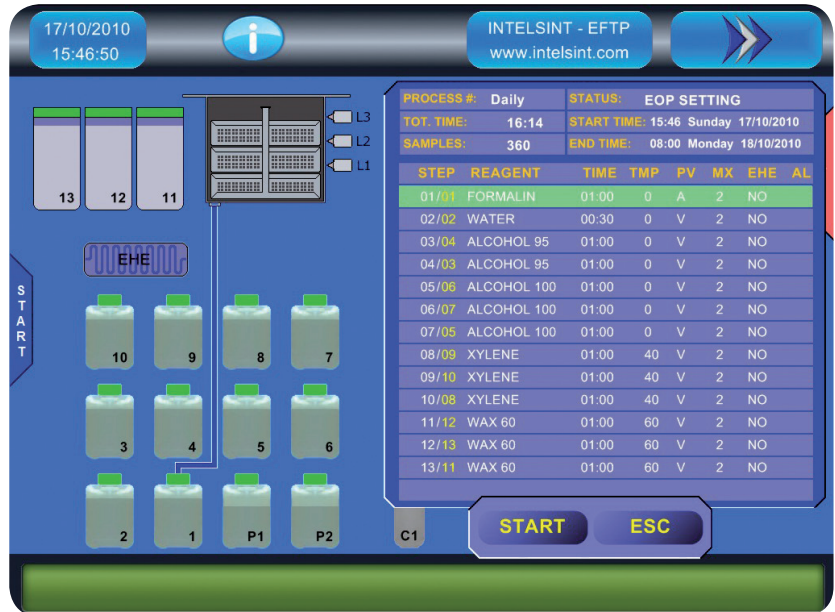 17/10/2010
15:46:50
i
INTELSINT - EFTP
www.intelsint.com
13
12
11
L3
L2
L1
EHE
START
10
9
8
7
3
4
5
6
2
1
P1
P2
C1
PROCESS #: Daily STATUS: EOP SETTING
TOT. TIME: 16:14 START TIME: 15:46 Sunday 17/10/2010
SAMPLES: 360 END TIME: 08:00 Monday 18/10/2010
STEP REAGENT TIME TMP PV MX EHE AL
01/01 FORMALIN 01:00 0 A 2 NO
02/02 WATER 00:30 0 V 2 NO
03/04 ALCOHOL 95 01:00 0 V 2 NO
04/03 ALCOHOL 95 01:00 0 V 2 NO
05/06 ALCOHOL 100 01:00 0 V 2 NO
06/07 ALCOHOL 100 01:00 0 V 2 NO
07/05 ALCOHOL 100 01:00 0 V 2 NO
08/09 XYLENE 01:00 40 V 2 NO
09/10 XYLENE 01:00 40 V 2 NO
10/08 XYLENE 01:00 40 V 2 NO
11/12 WAX 60 01:00 60 V 2 NO
12/13 WAX 60 01:00 60 V 2 NO
13/11 WAX 60 01:00 60 V 2 NO
START ESC